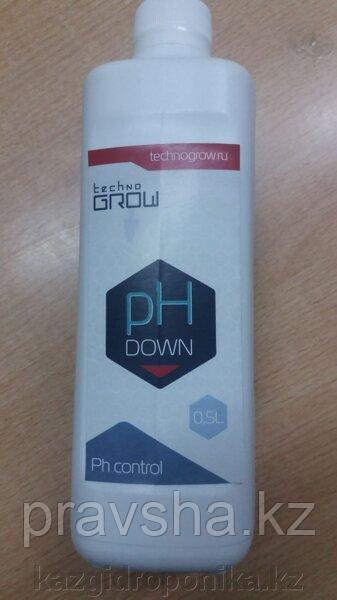 technogrow.ru
techno
GROW
pH
DOWN
0,5L
Ph control
pravsha.kz
kazgidroponika.kz